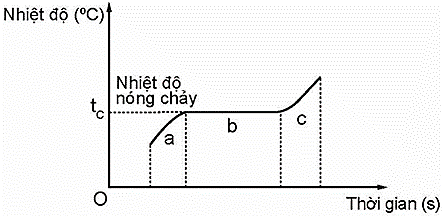 Nhiệt độ (ºC)
Nhiệt độ
nóng chảy
tc
a
b
c
O
Thời gian (s)